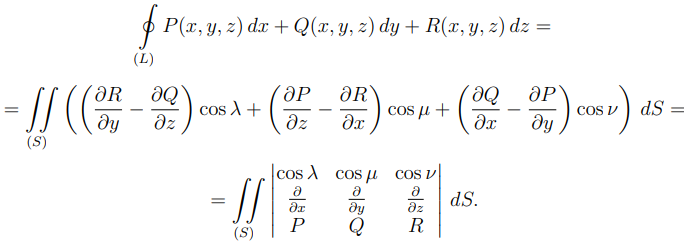 ∮_(L) P(x, y, z) dx + Q(x, y, z) dy + R(x, y, z) dz =
= ∬_(S) ( ( ∂R/∂y − ∂Q/∂z ) cos λ + ( ∂P/∂z − ∂R/∂x ) cos μ + ( ∂Q/∂x − ∂P/∂y ) cos ν ) dS =
= ∬_(S) | cos λ cos μ cos ν ; ∂/∂x ∂/∂y ∂/∂z ; P Q R | dS.